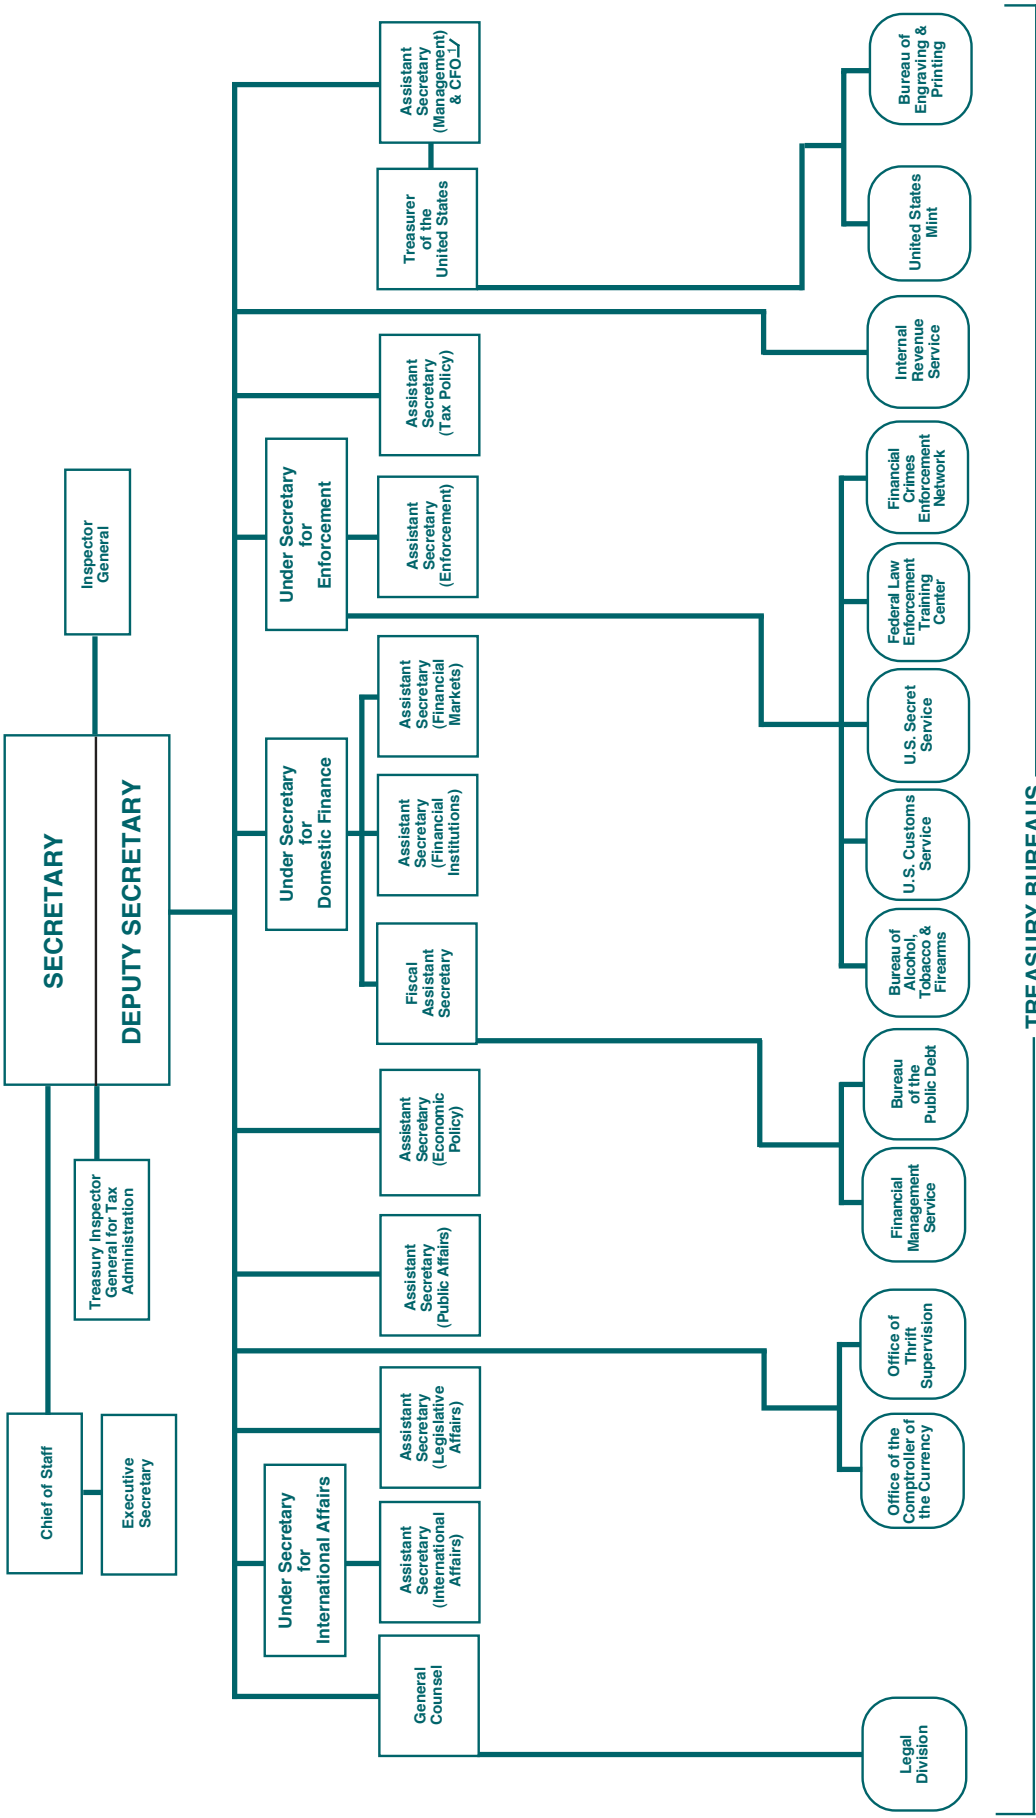 SECRETARY
DEPUTY SECRETARY
Chief of Staff
Executive
Secretary
Treasury Inspector
General for Tax
Administration
Inspector
General
Under Secretary
for
International Affairs
Under Secretary
for
Domestic Finance
Under Secretary
for
Enforcement
General
Counsel
Assistant
Secretary
(International
Affairs)
Assistant
Secretary
(Legislative
Affairs)
Assistant
Secretary
(Public Affairs)
Assistant
Secretary
(Economic
Policy)
Fiscal
Assistant
Secretary
Assistant
Secretary
(Financial
Institutions)
Assistant
Secretary
(Financial
Markets)
Assistant
Secretary
(Enforcement)
Assistant
Secretary
(Tax Policy)
Treasurer
of the
United States
Assistant
Secretary
(Management)
& CFO 1/
Legal
Division
Office of the
Comptroller of
the Currency
Office of
Thrift
Supervision
Financial
Management
Service
Bureau
of the
Public Debt
Bureau of
Alcohol,
Tobacco &
Firearms
U.S. Customs
Service
U.S. Secret
Service
Federal Law
Enforcement
Training
Center
Financial
Crimes
Enforcement
Network
Internal
Revenue
Service
United States
Mint
Bureau of
Engraving &
Printing
TREASURY BUREAUS